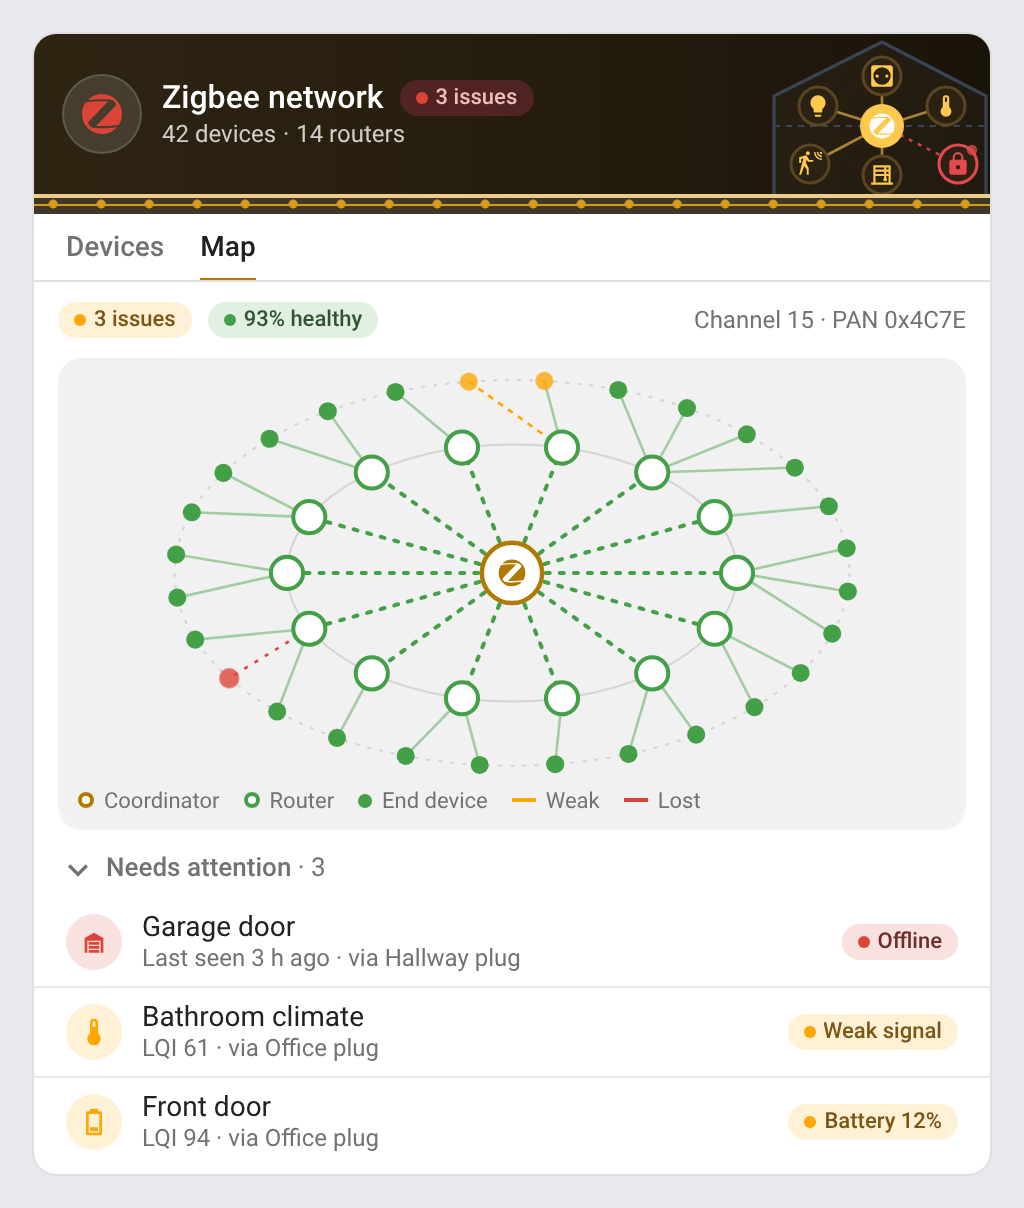 Zigbee network
3 issues
42 devices · 14 routers
Devices
Map
3 issues
93% healthy
Channel 15 · PAN 0x4C7E
Coordinator
Router
End device
Weak
Lost
Needs attention · 3
Garage door
Last seen 3 h ago · via Hallway plug
Offline
Bathroom climate
LQI 61 · via Office plug
Weak signal
Front door
LQI 94 · via Office plug
Battery 12%